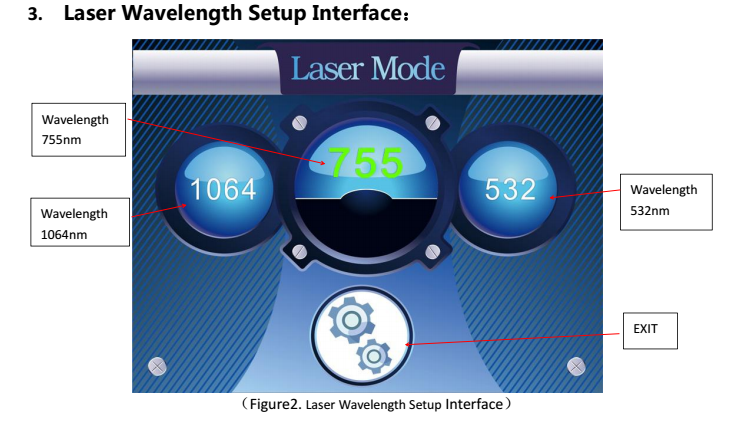 3. Laser Wavelength Setup Interface：
Laser Mode
Wavelength
755nm
755
1064
532
Wavelength
1064nm
Wavelength
532nm
EXIT
（Figure2. Laser Wavelength Setup Interface）